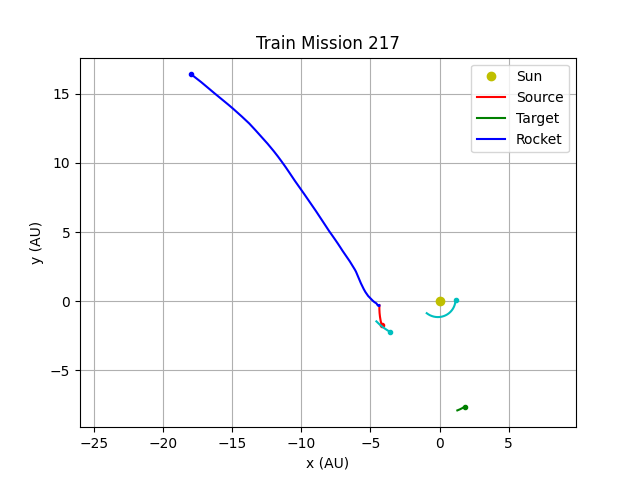 Train Mission 217
Sun
Source
Target
Rocket
15
10
5
0
−5
y (AU)
−25 −20 −15 −10 −5 0 5
x (AU)